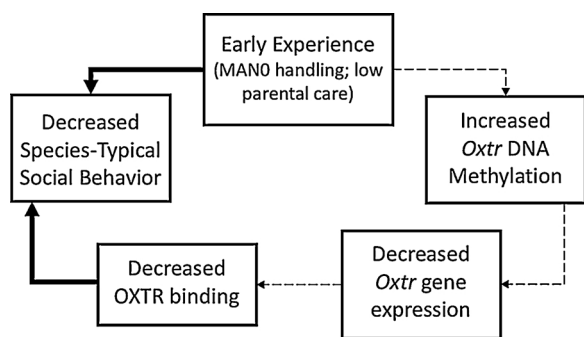 Early Experience
(MAN0 handling; low
parental care)
Decreased
Species-Typical
Social Behavior
Increased
Oxtr DNA
Methylation
Decreased
OXTR binding
Decreased
Oxtr gene
expression